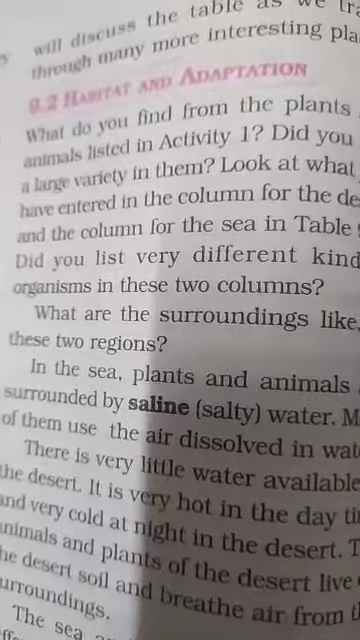 will discuss the table as we
through many more interesting
9.2 HABITAT AND ADAPTATION
What do you find from the plants
animals listed in Activity 1? Did you
a large variety in them? Look at what
have entered in the column for the
and the column for the sea in Table
Did you list very different kind
organisms in these two columns?
What are the surroundings like,
these two regions?
In the sea, plants and animals
surrounded by saline (salty) water. M
of them use the air dissolved in
There is very little water available
the desert. It is very hot in the day
and very cold at night in the desert. T
animals and plants of the desert live
the desert soil and breathe air from
surroundings.
The sea